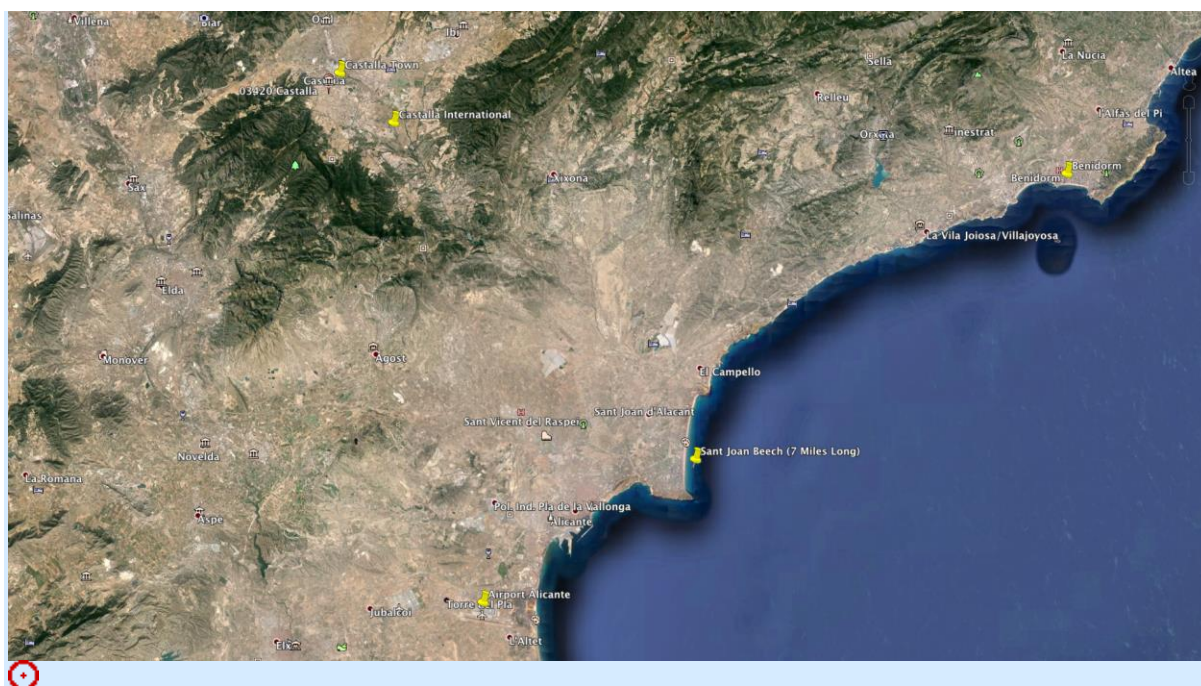 Villena
Biar
Ibi
Castalla Town
Castalla
03420 Castalla
Castalla International
Sella
La Nucia
Altea
Relleu
l'Alfàs del Pi
Orxeta
Finestrat
Benidorm
Benidorm
Sax
Xixona
Salinas
La Vila Joiosa/Villajoyosa
Elda
Monover
Agost
El Campello
Sant Joan d'Alacant
Sant Vicent del Raspeig
Sant Joan Beech (7 Miles Long)
Novelda
La Romana
Pol. Ind. Pla de la Vallonga
Aspe
Alicante
Airport Alicante
Torre del Pla
Jubalcoi
L'Altet
Elx